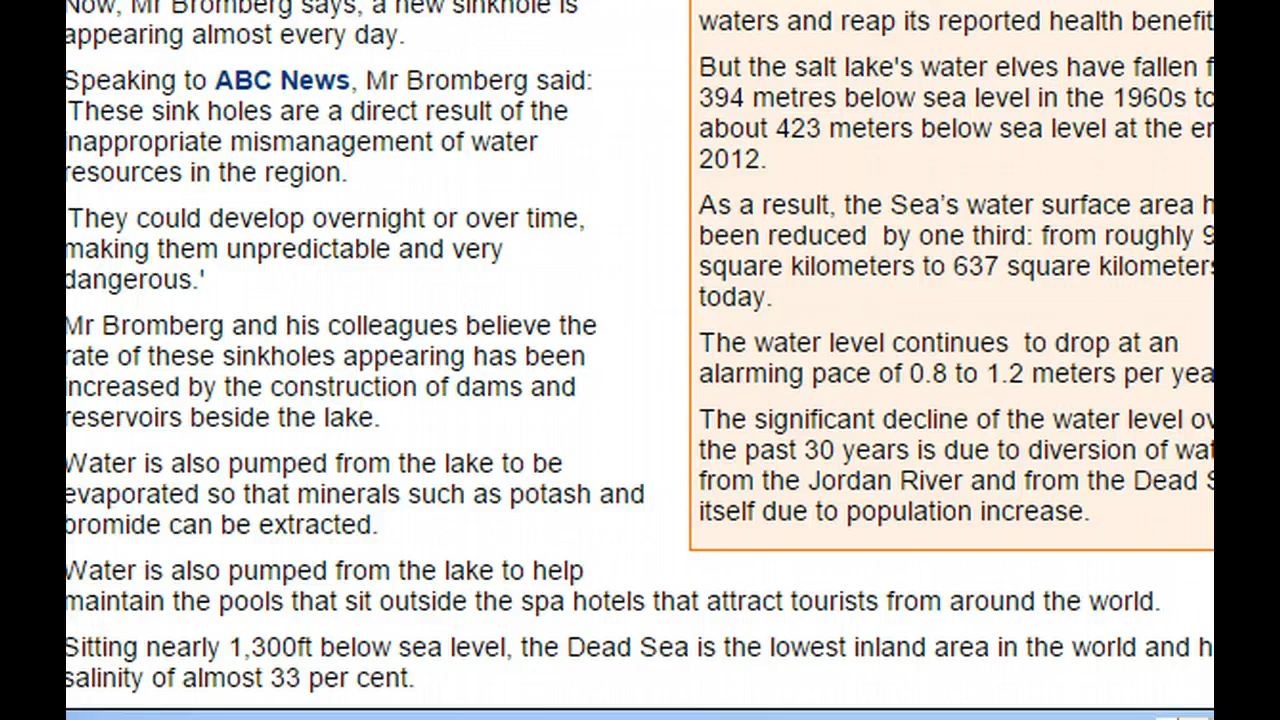 Now, Mr Bromberg says, a new sinkhole is
appearing almost every day.
Speaking to ABC News, Mr Bromberg said:
'These sink holes are a direct result of the
inappropriate mismanagement of water
resources in the region.
'They could develop overnight or over time,
making them unpredictable and very
dangerous.'
Mr Bromberg and his colleagues believe the
rate of these sinkholes appearing has been
increased by the construction of dams and
reservoirs beside the lake.
Water is also pumped from the lake to be
evaporated so that minerals such as potash and
bromide can be extracted.
Water is also pumped from the lake to help
maintain the pools that sit outside the spa hotels that attract tourists from around the world.
Sitting nearly 1,300ft below sea level, the Dead Sea is the lowest inland area in the world and
salinity of almost 33 per cent.
waters and reap its reported health
But the salt lake's water elves have fallen
394 metres below sea level in the 1960s to
about 423 meters below sea level at the
2012.
As a result, the Sea's water surface area
been reduced by one third: from roughly
square kilometers to 637 square kilometers
today.
The water level continues to drop at an
alarming pace of 0.8 to 1.2 meters per
The significant decline of the water level
the past 30 years is due to diversion of
from the Jordan River and from the Dead
itself due to population increase.